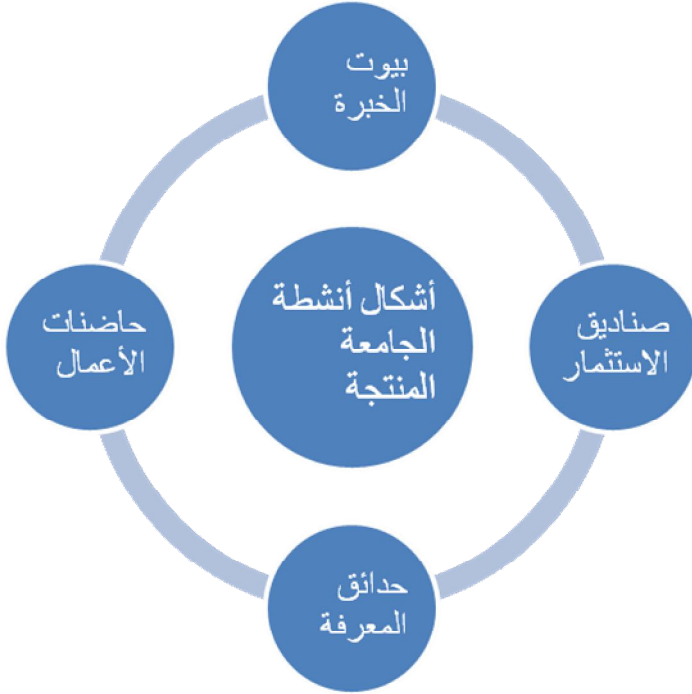 بيوت
الخبرة
أشكال أنشطة
الجامعة
المنتجة
صناديق
الاستثمار
حاضنات
الأعمال
حدائق
المعرفة